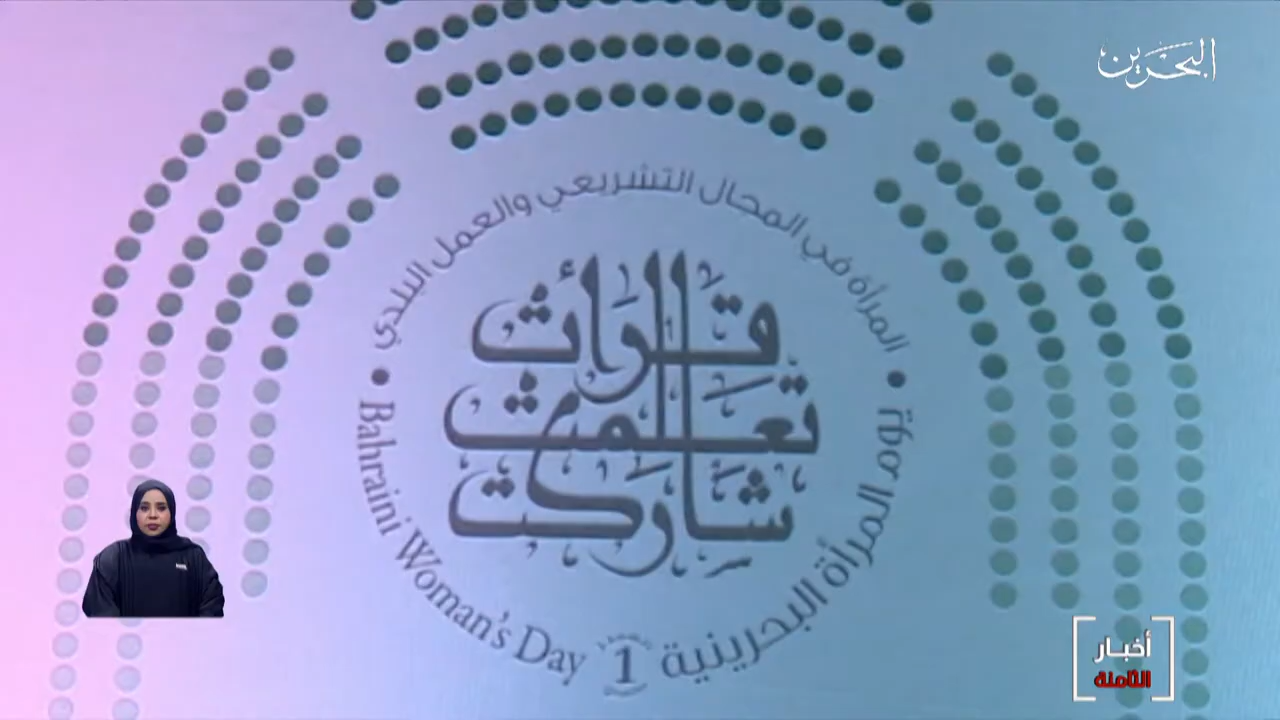 البحرين
المرأة في المجال التشريعي والعمل البلدي
قرأت
تعلمت
شاركت
يوم المرأة البحرينية
1
Bahraini Woman's Day
أخبار
الثامنة